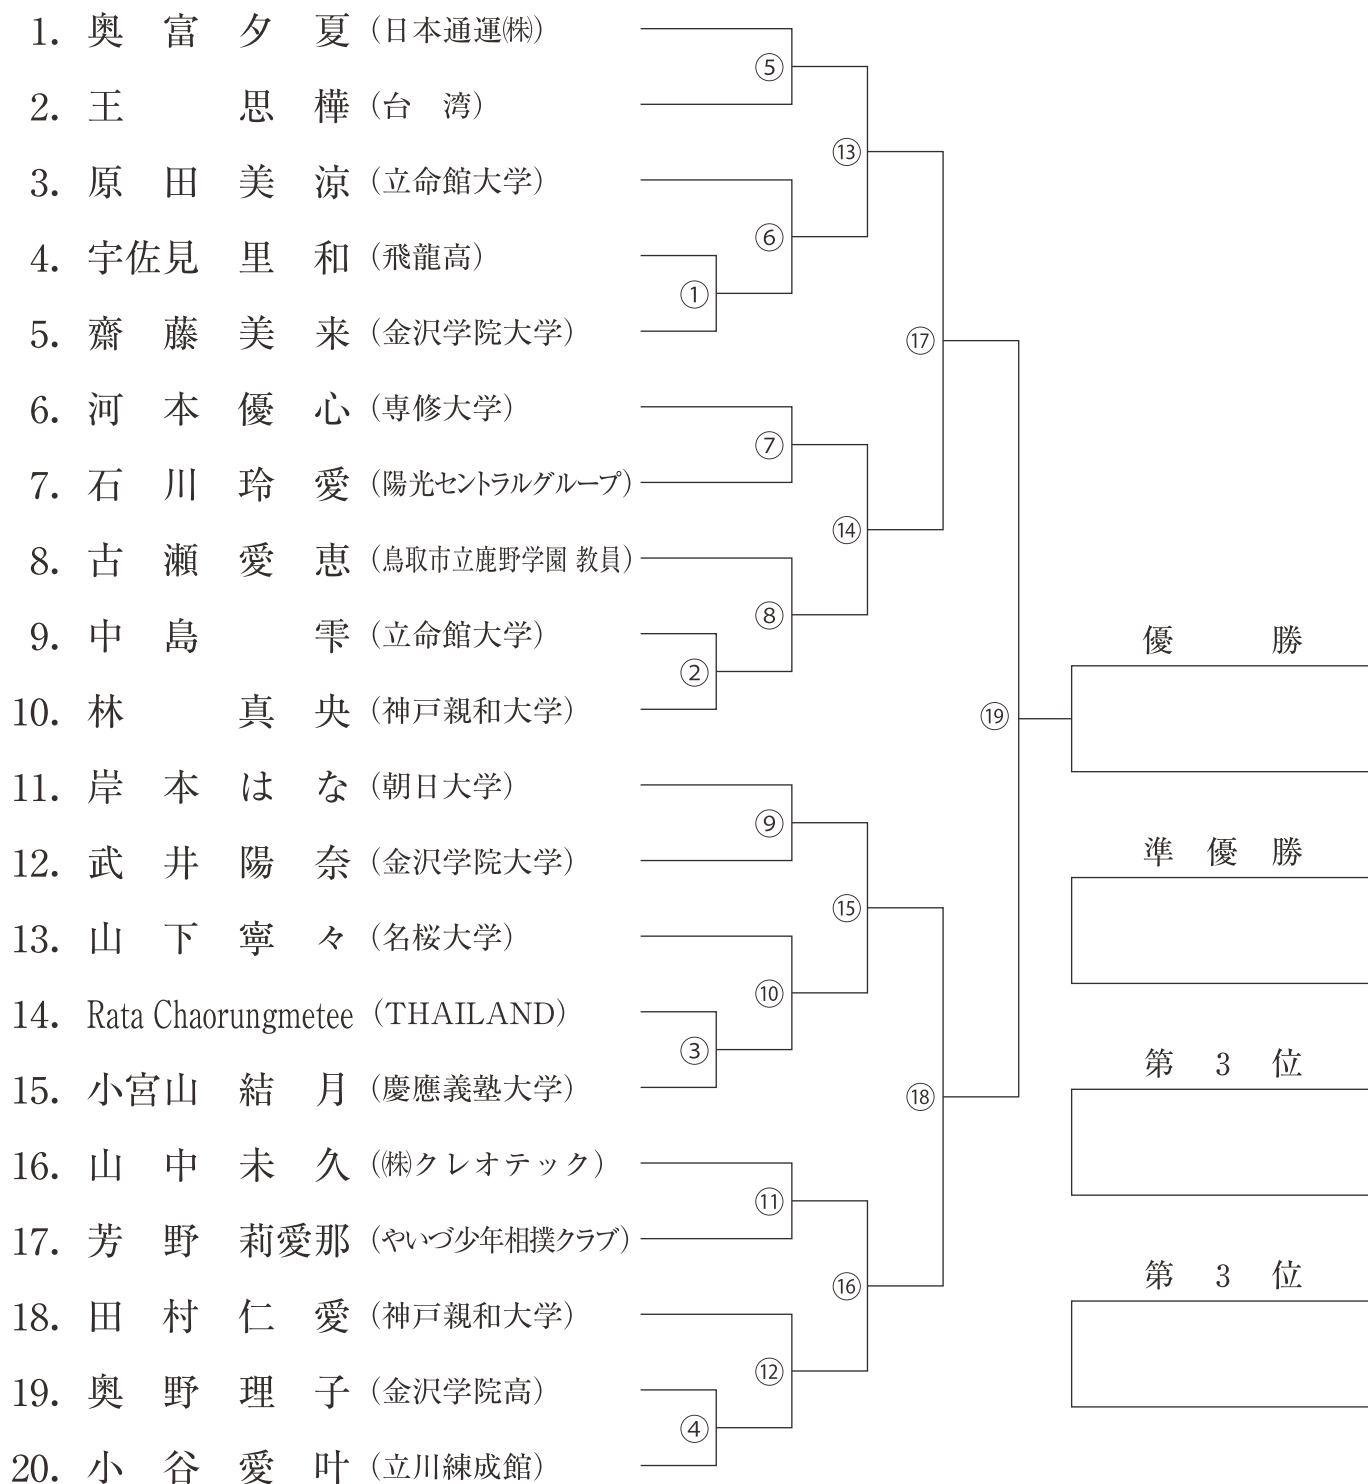 1. 奥富夕夏 (日本通運㈱)
⑤
2. 王思樺 (台湾)
⑬
3. 原田美涼 (立命館大学)
⑥
4. 宇佐見里和 (飛龍高)
①
5. 齋藤美来 (金沢学院大学)
⑰
6. 河本優心 (専修大学)
⑦
7. 石川玲愛 (陽光セントラルグループ)
⑭
8. 古瀬愛恵 (鳥取市立鹿野学園 教員)
⑧
9. 中島雫 (立命館大学)
優勝
②
10. 林真央 (神戸親和大学)
⑲
11. 岸本はな (朝日大学)
⑨
準優勝
12. 武井陽奈 (金沢学院大学)
⑮
13. 山下寧々 (名桜大学)
⑩
14. Rata Chaorungmetee (THAILAND)
③
第3位
15. 小宮山結月 (慶應義塾大学)
⑱
16. 山中未久 (㈱クレオテック)
⑪
17. 芳野莉愛那 (やいづ少年相撲クラブ)
第3位
⑯
18. 田村仁愛 (神戸親和大学)
⑫
19. 奥野理子 (金沢学院高)
④
20. 小谷愛叶 (立川練成館)